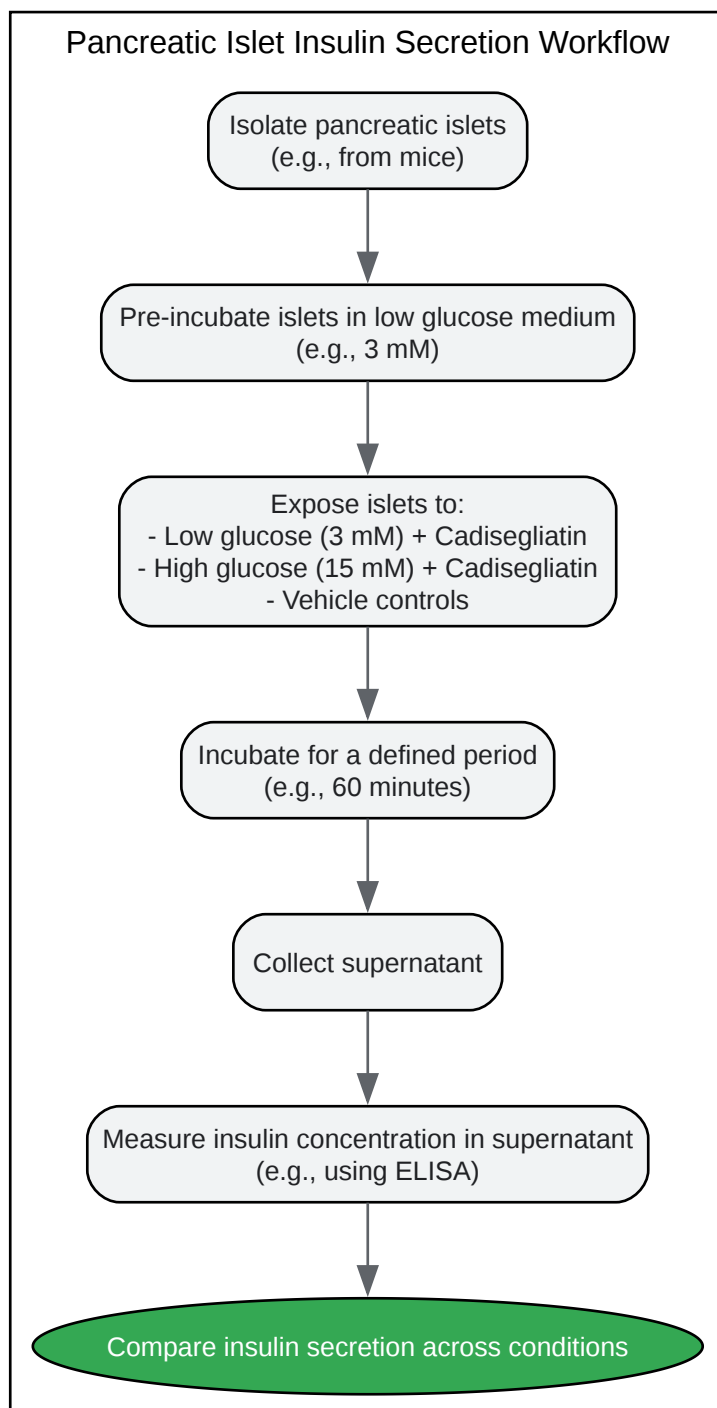 Pancreatic Islet Insulin Secretion Workflow
Isolate pancreatic islets
(e.g., from mice)
Pre-incubate islets in low glucose medium
(e.g., 3 mM)
Expose islets to:
- Low glucose (3 mM) + Cadisegliatin
- High glucose (15 mM) + Cadisegliatin
- Vehicle controls
Incubate for a defined period
(e.g., 60 minutes)
Collect supernatant
Measure insulin concentration in supernatant
(e.g., using ELISA)
Compare insulin secretion across conditions